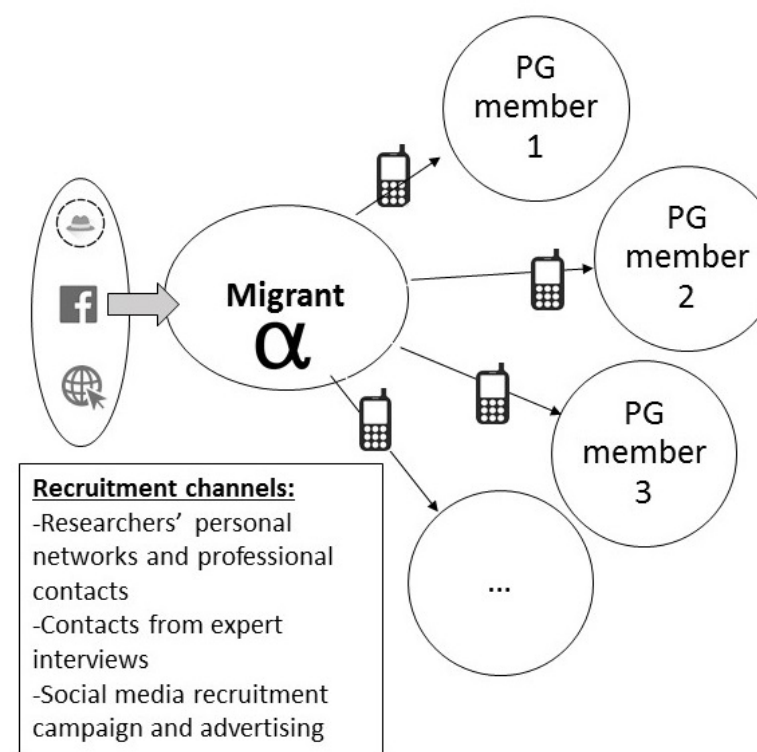 PG
member
1
PG
member
2
Migrant
α
PG
member
3
...
Recruitment channels:
-Researchers’ personal
networks and professional
contacts
-Contacts from expert
interviews
-Social media recruitment
campaign and advertising